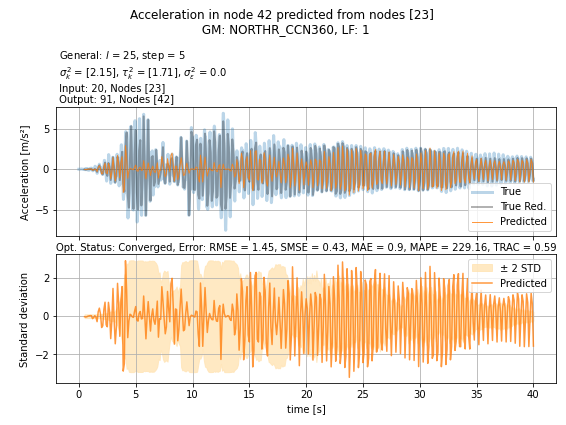 Acceleration in node 42 predicted from nodes [23]
GM: NORTHR_CCN360, LF: 1
General: l = 25, step = 5
σ²ₖ = [2.15], τ²ₖ = [1.71], σ²ε = 0.0
Input: 20, Nodes [23]
Output: 91, Nodes [42]
Acceleration [m/s²]
5
0
−5
True
True Red.
Predicted
Opt. Status: Converged, Error: RMSE = 1.45, SMSE = 0.43, MAE = 0.9, MAPE = 229.16, TRAC = 0.59
Standard deviation
2
0
−2
± 2 STD
Predicted
0 5 10 15 20 25 30 35 40
time [s]